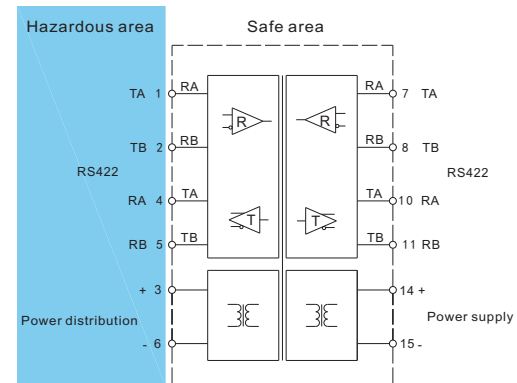 Hazardous area Safe area
TA 1 RA RA 7 TA
R R
TB 2 RB RB 8 TB
RS422 RS422
RA 4 TA TA 10 RA
T T
RB 5 TB TB 11 RB
+ 3 14 +
Power distribution Power supply
- 6 15 -